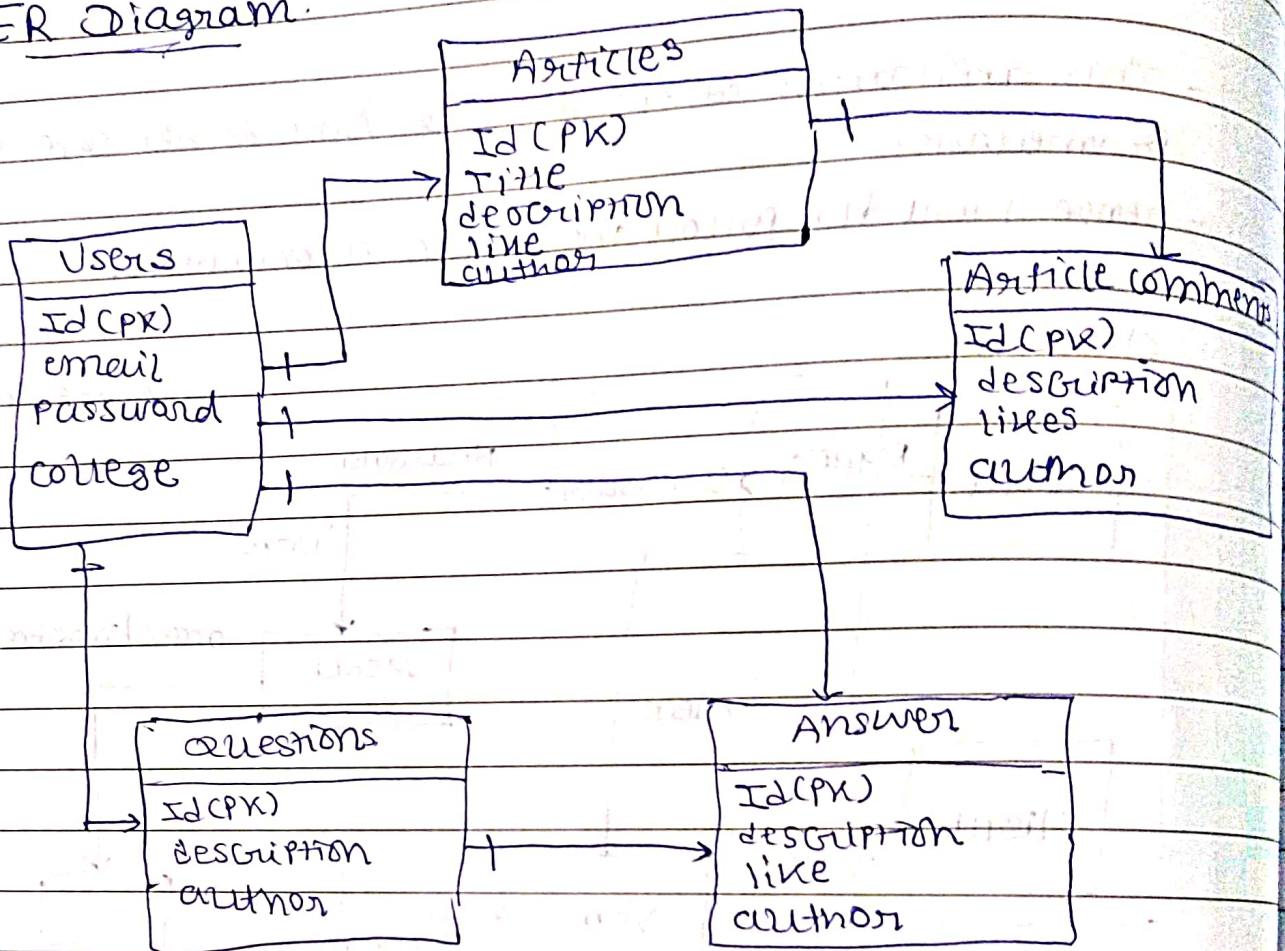 ER Diagram.
Articles
Id (PK)
Title
description
like
author
Users
Id (PK)
email
password
college
Article comments
Id (PK)
description
likes
author
Questions
Id (PK)
description
author
Answer
Id (PK)
description
like
author